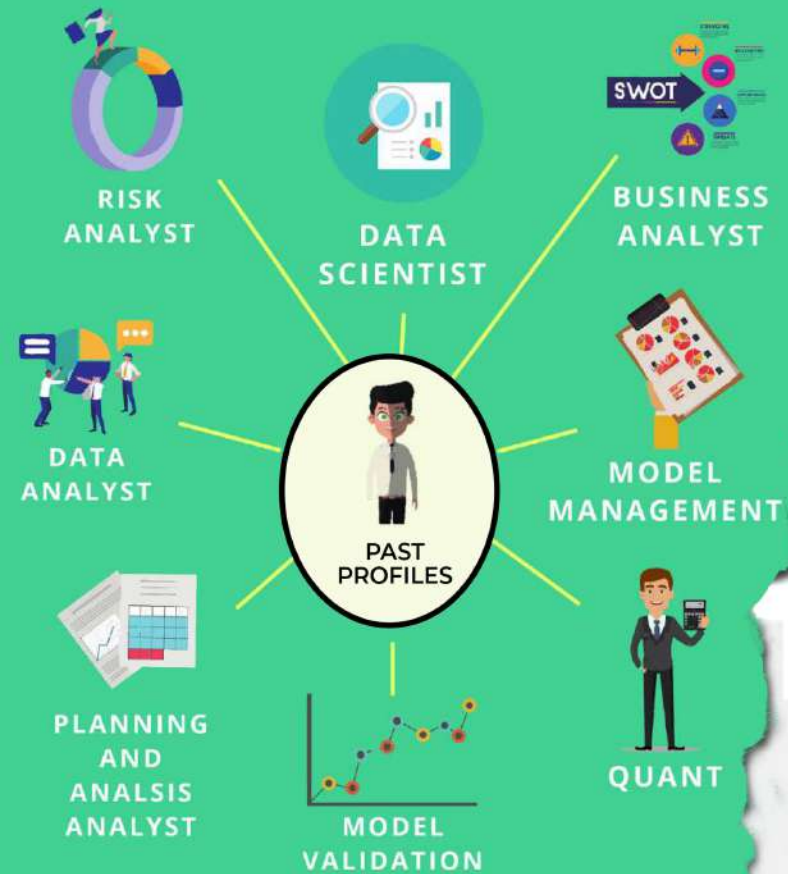 RISK
ANALYST
DATA
SCIENTIST
SWOT
BUSINESS
ANALYST
DATA
ANALYST
PAST
PROFILES
MODEL
MANAGEMENT
PLANNING
AND
ANALSIS
ANALYST
MODEL
VALIDATION
QUANT